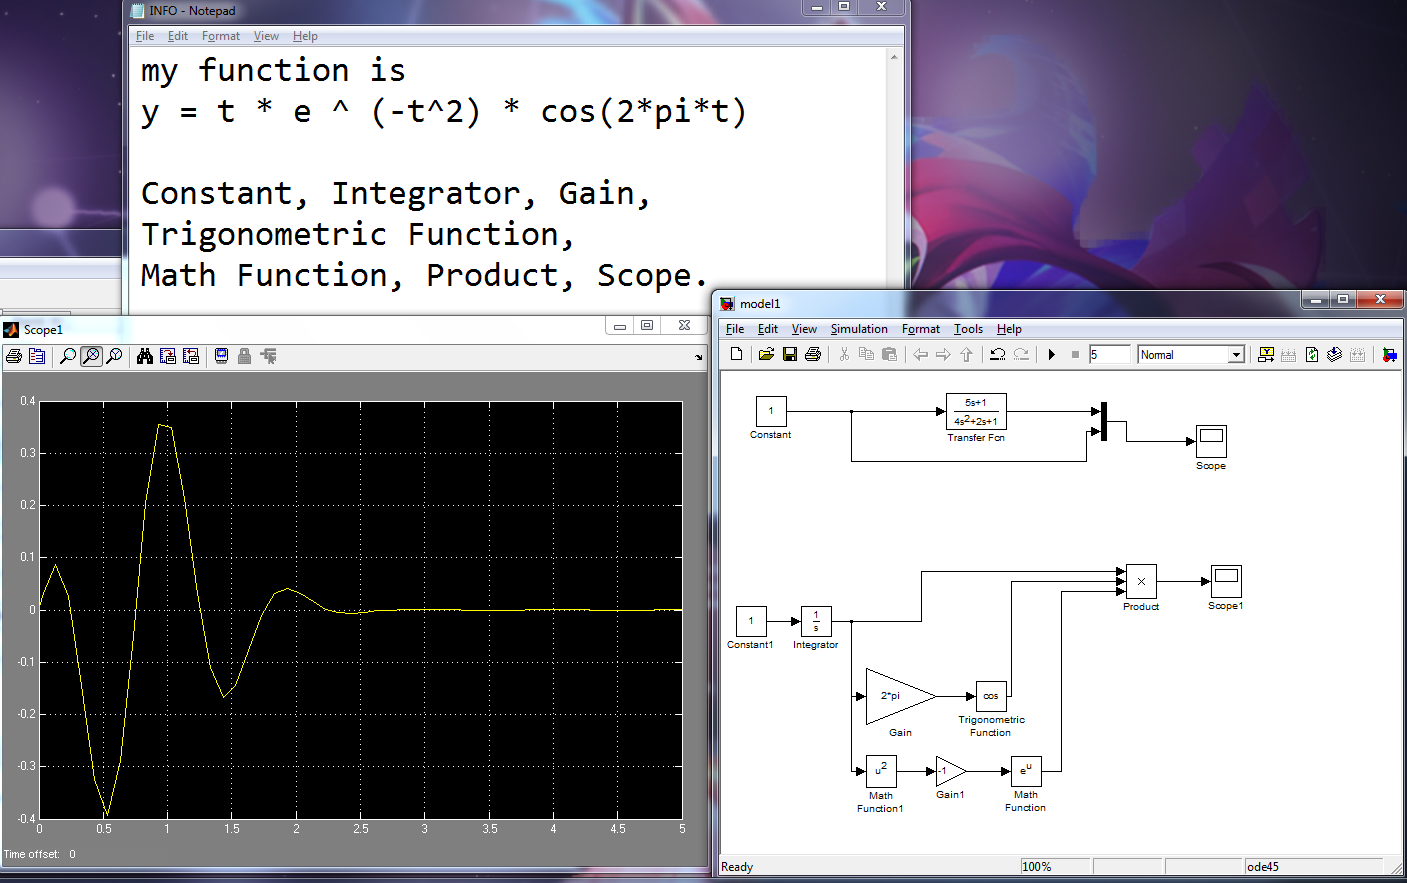 INFO - Notepad
File Edit Format View Help
my function is
y = t * e ^ (-t^2) * cos(2*pi*t)
Constant, Integrator, Gain,
Trigonometric Function,
Math Function, Product, Scope.
Scope1
0.4
0.3
0.2
0.1
0
-0.1
-0.2
-0.3
-0.4
0 0.5 1 1.5 2 2.5 3 3.5 4 4.5 5
Time offset: 0
model1
File Edit View Simulation Format Tools Help
5 Normal
1
Constant
5s+1
4s2+2s+1
Transfer Fcn
Scope
1
Constant1
1
s
Integrator
×
Product
Scope1
2*pi
Gain
cos
Trigonometric
Function
u2
Math
Function1
-1
Gain1
eu
Math
Function
Ready 100% ode45